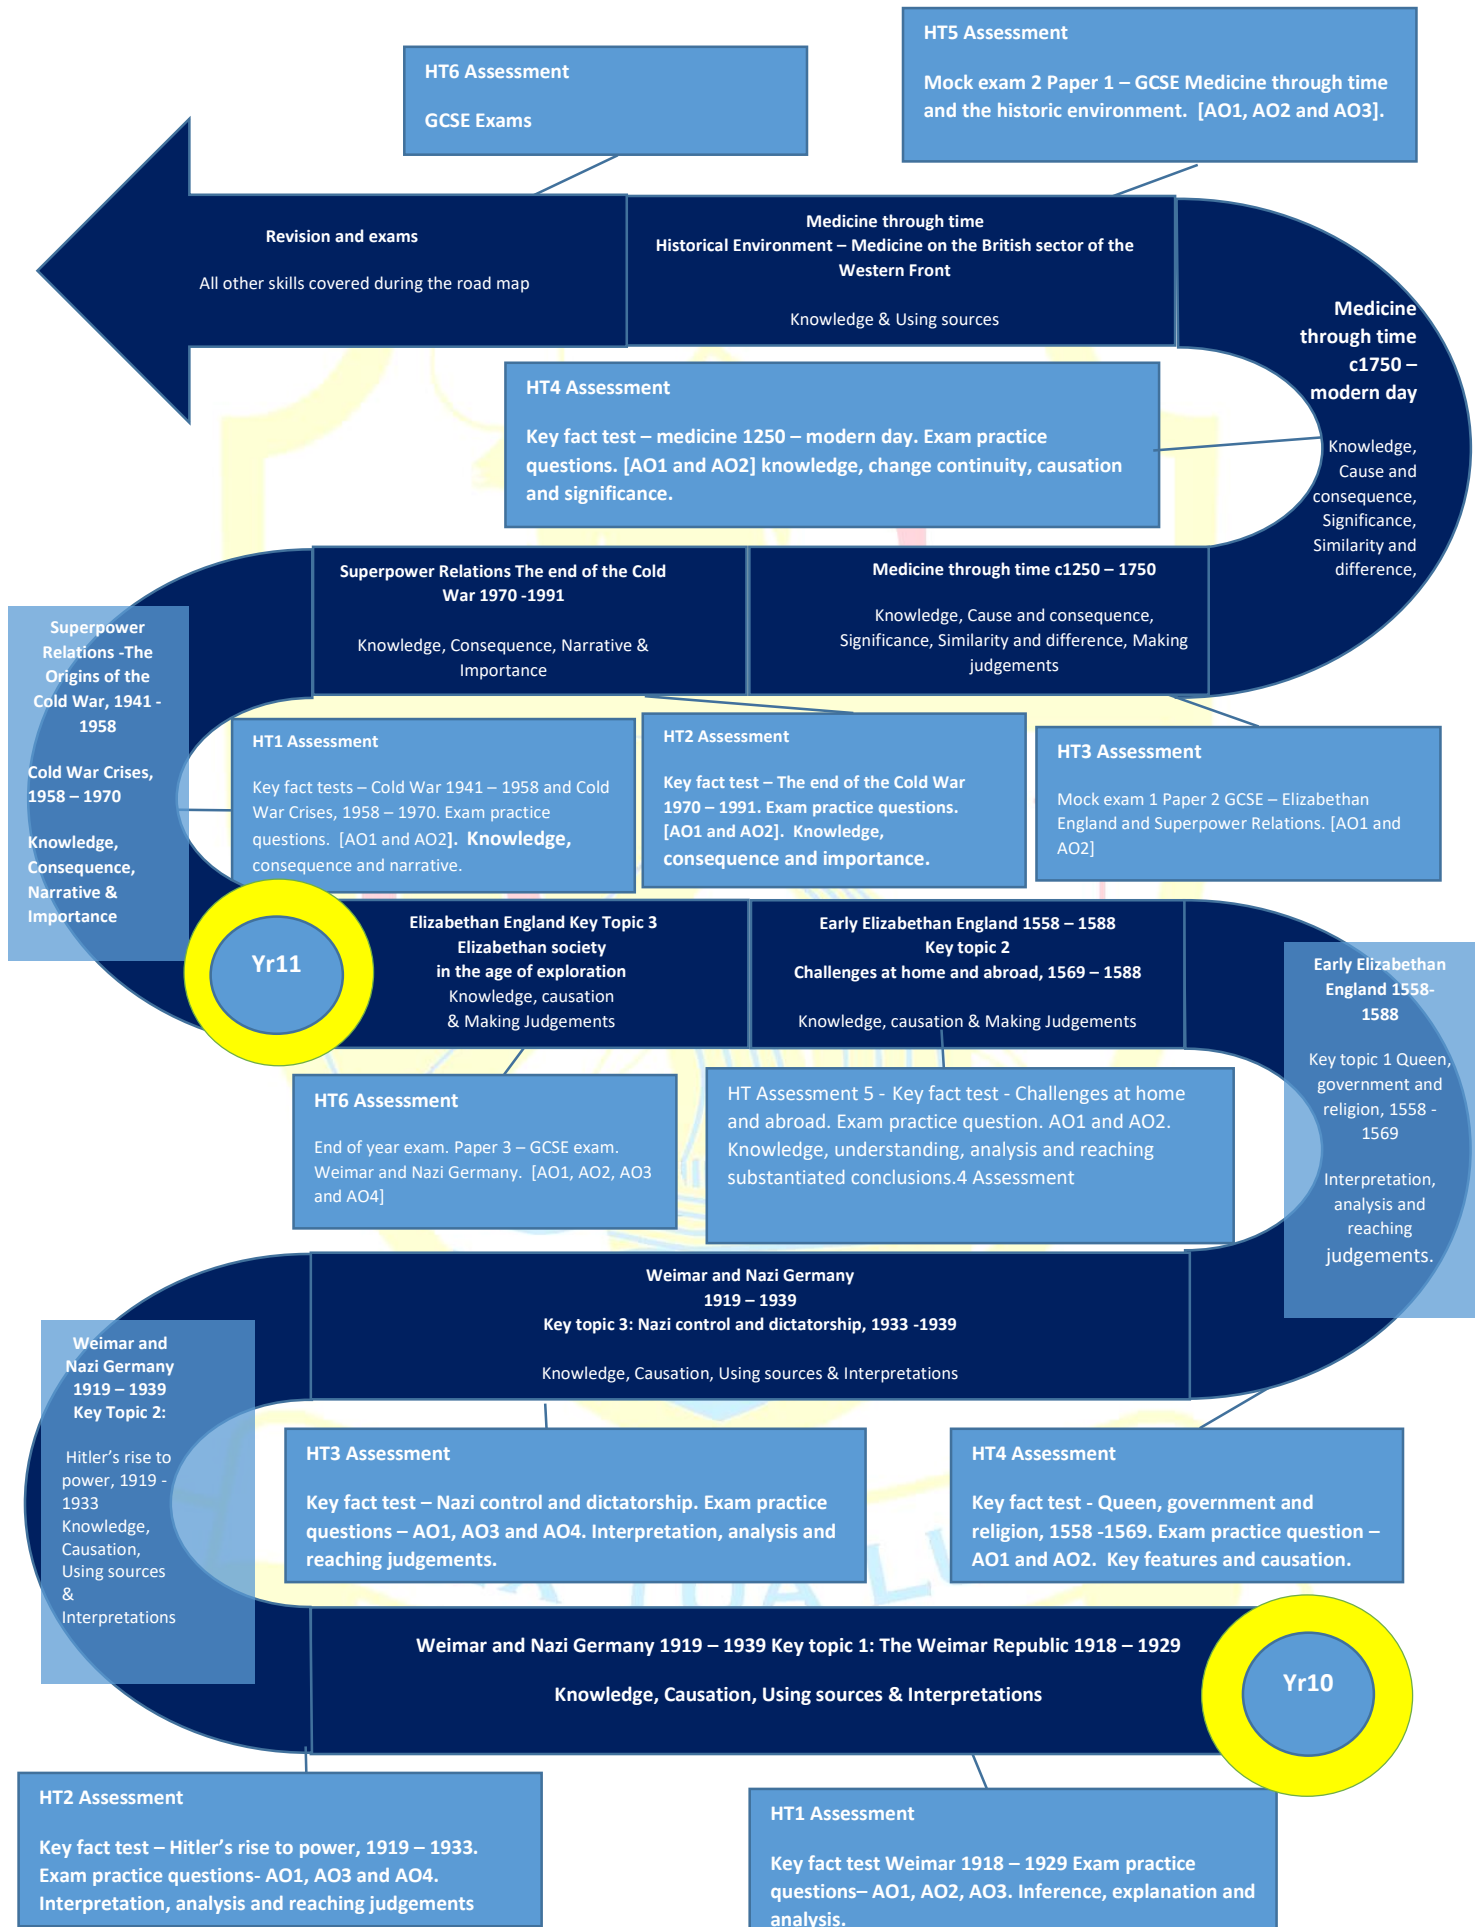 HT5 Assessment
Mock exam 2 Paper 1 – GCSE Medicine through time
and the historic environment.  [AO1, AO2 and AO3].
HT6 Assessment
GCSE Exams
Revision and exams
All other skills covered during the road map
Medicine through time
Historical Environment – Medicine on the British sector of the
Western Front
Knowledge & Using sources
Medicine
through time
c1750 –
modern day
Knowledge,
Cause and
consequence,
Significance,
Similarity and
difference,
HT4 Assessment
Key fact test – medicine 1250 – modern day. Exam practice
questions. [AO1 and AO2] knowledge, change continuity, causation
and significance.
Superpower Relations The end of the Cold
War 1970 -1991
Knowledge, Consequence, Narrative &
Importance
Medicine through time c1250 – 1750
Knowledge, Cause and consequence,
Significance, Similarity and difference, Making
judgements
Superpower
Relations -The
Origins of the
Cold War, 1941 -
1958
Cold War Crises,
1958 – 1970
Knowledge,
Consequence,
Narrative &
Importance
HT1 Assessment
Key fact tests – Cold War 1941 – 1958 and Cold
War Crises, 1958 – 1970. Exam practice
questions.  [AO1 and AO2].  Knowledge,
consequence and narrative.
HT2 Assessment
Key fact test – The end of the Cold War
1970 – 1991. Exam practice questions.
[AO1 and AO2].  Knowledge,
consequence and importance.
HT3 Assessment
Mock exam 1 Paper 2 GCSE – Elizabethan
England and Superpower Relations. [AO1 and
AO2]
Yr11
Elizabethan England Key Topic 3
Elizabethan society
in the age of exploration
Knowledge, causation
& Making Judgements
Early Elizabethan England 1558 – 1588
Key topic 2
Challenges at home and abroad, 1569 – 1588
Knowledge, causation & Making Judgements
Early Elizabethan
England 1558-
1588
Key topic 1 Queen,
government and
religion, 1558 -
1569
Interpretation,
analysis and
reaching
judgements.
HT6 Assessment
End of year exam. Paper 3 – GCSE exam.
Weimar and Nazi Germany.  [AO1, AO2, AO3
and AO4]
HT Assessment 5 - Key fact test - Challenges at home
and abroad. Exam practice question. AO1 and AO2.
Knowledge, understanding, analysis and reaching
substantiated conclusions.4 Assessment
Weimar and Nazi Germany
1919 – 1939
Key topic 3: Nazi control and dictatorship, 1933 -1939
Knowledge, Causation, Using sources & Interpretations
Weimar and
Nazi Germany
1919 – 1939
Key Topic 2:
Hitler's rise to
power, 1919 -
1933
Knowledge,
Causation,
Using sources
&
Interpretations
HT3 Assessment
Key fact test – Nazi control and dictatorship. Exam practice
questions – AO1, AO3 and AO4. Interpretation, analysis and
reaching judgements.
HT4 Assessment
Key fact test - Queen, government and
religion, 1558 -1569. Exam practice question –
AO1 and AO2.  Key features and causation.
Weimar and Nazi Germany 1919 – 1939 Key topic 1: The Weimar Republic 1918 – 1929
Knowledge, Causation, Using sources & Interpretations
Yr10
HT2 Assessment
Key fact test – Hitler's rise to power, 1919 – 1933.
Exam practice questions- AO1, AO3 and AO4.
Interpretation, analysis and reaching judgements
HT1 Assessment
Key fact test Weimar 1918 – 1929 Exam practice
questions– AO1, AO2, AO3. Inference, explanation and
analysis.